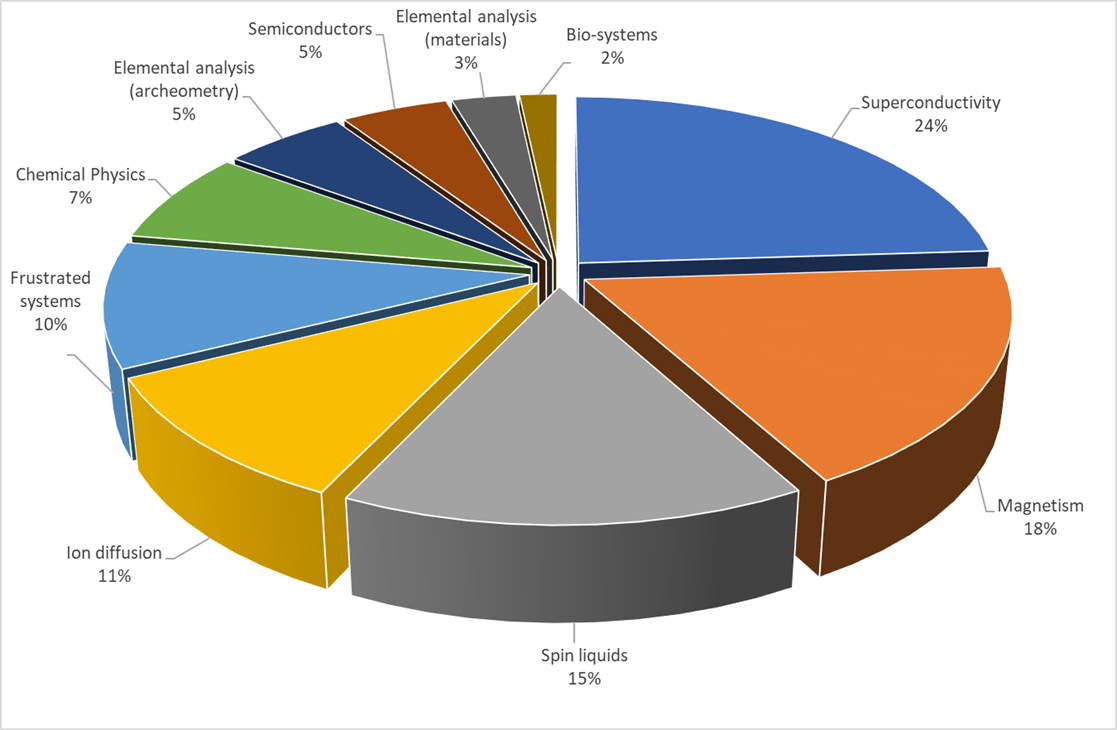 Elemental analysis
(materials)
3%
Bio-systems
2%
Semiconductors
5%
Elemental analysis
(archeometry)
5%
Superconductivity
24%
Chemical Physics
7%
Frustrated
systems
10%
Magnetism
18%
Ion diffusion
11%
Spin liquids
15%